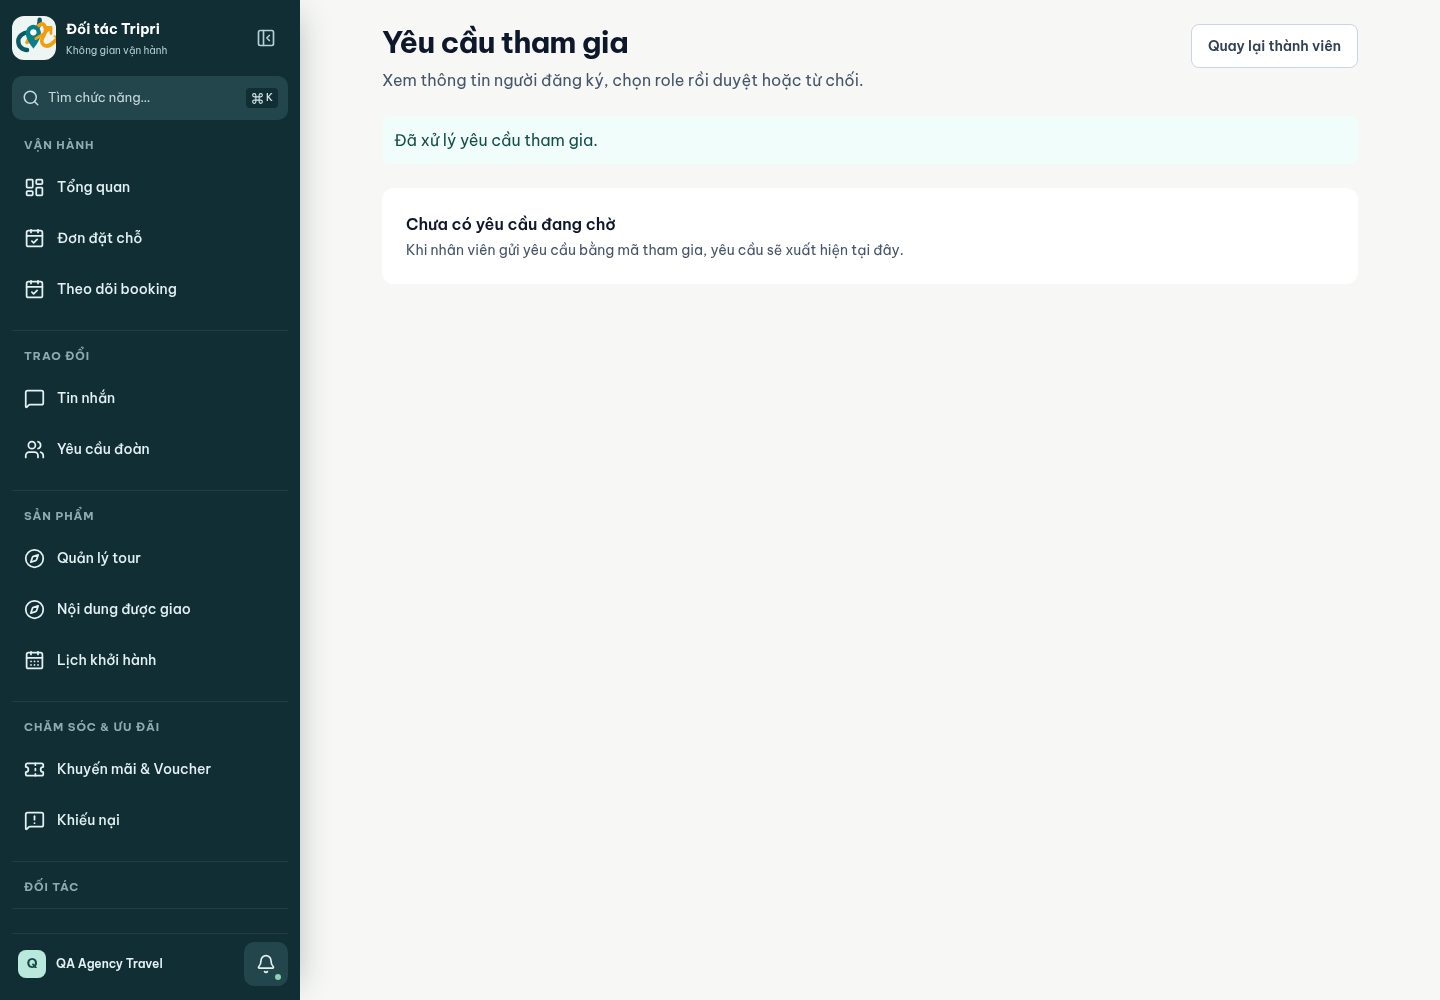 Đối tác Tripri
Không gian vận hành
Tìm chức năng...
⌘K
VẬN HÀNH
Tổng quan
Đơn đặt chỗ
Theo dõi booking
TRAO ĐỔI
Tin nhắn
Yêu cầu đoàn
SẢN PHẨM
Quản lý tour
Nội dung được giao
Lịch khởi hành
CHĂM SÓC & ƯU ĐÃI
Khuyến mãi & Voucher
Khiếu nại
ĐỐI TÁC
Q
QA Agency Travel
Yêu cầu tham gia
Quay lại thành viên
Xem thông tin người đăng ký, chọn role rồi duyệt hoặc từ chối.
Đã xử lý yêu cầu tham gia.
Chưa có yêu cầu đang chờ
Khi nhân viên gửi yêu cầu bằng mã tham gia, yêu cầu sẽ xuất hiện tại đây.